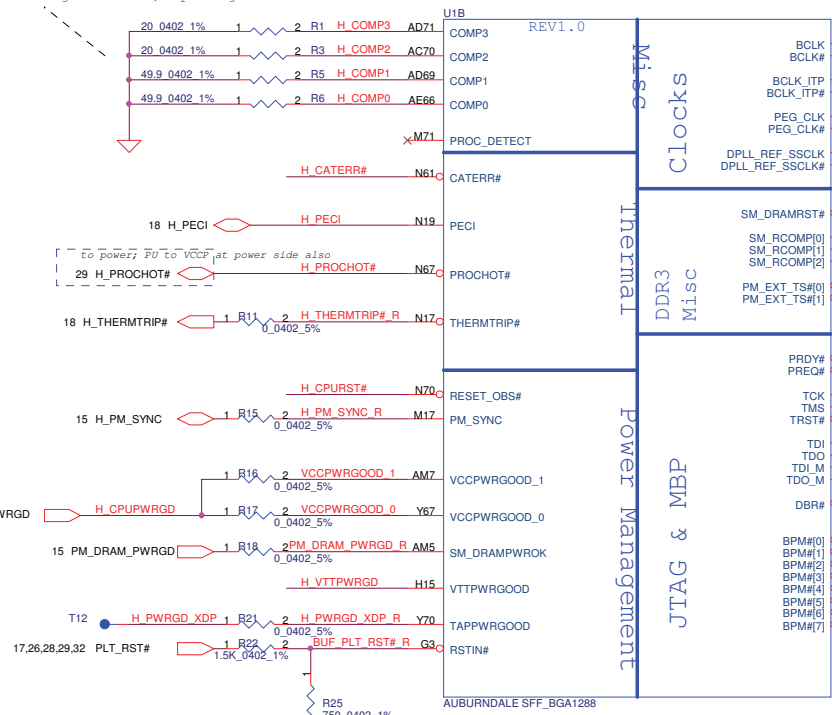 U1B
REV1.0
20_0402_1% 1 2 R1 H_COMP3 AD71 COMP3
20_0402_1% 1 2 R3 H_COMP2 AC70 COMP2
49.9_0402_1% 1 2 R5 H_COMP1 AD69 COMP1
49.9_0402_1% 1 2 R6 H_COMP0 AE66 COMP0
M71 PROC_DETECT
Misc
H_CATERR# N61 CATERR#
18 H_PECI H_PECI N19 PECI
to power; PU to VCCP at power side also
29 H_PROCHOT# H_PROCHOT# N67 PROCHOT#
18 H_THERMTRIP# 1 R11 2 H_THERMTRIP#_R N17 THERMTRIP#
0_0402_5%
Thermal
H_CPURST# N70 RESET_OBS#
15 H_PM_SYNC 1 R15 2 H_PM_SYNC_R M17 PM_SYNC
0_0402_5%
1 R16 2 VCCPWRGOOD_1 AM7 VCCPWRGOOD_1
0_0402_5%
WRGD H_CPUPWRGD 1 R17 2 VCCPWRGOOD_0 Y67 VCCPWRGOOD_0
0_0402_5%
15 PM_DRAM_PWRGD 1 R18 2 PM_DRAM_PWRGD_R AM5 SM_DRAMPWROK
0_0402_5%
H_VTTPWRGD H15 VTTPWRGOOD
T12 H_PWRGD_XDP 1 R21 2 H_PWRGD_XDP_R Y70 TAPPWRGOOD
0_0402_5%
17,26,28,29,32 PLT_RST# 1 R22 2 BUF_PLT_RST#_R G3 RSTIN#
1.5K_0402_1%
Power Management
1
R25
750_0402_1%
Clocks
BCLK
BCLK#
BCLK_ITP
BCLK_ITP#
PEG_CLK
PEG_CLK#
DPLL_REF_SSCLK
DPLL_REF_SSCLK#
DDR3
Misc
SM_DRAMRST#
SM_RCOMP[0]
SM_RCOMP[1]
SM_RCOMP[2]
PM_EXT_TS#[0]
PM_EXT_TS#[1]
JTAG & MBP
PRDY#
PREQ#
TCK
TMS
TRST#
TDI
TDO
TDI_M
TDO_M
DBR#
BPM#[0]
BPM#[1]
BPM#[2]
BPM#[3]
BPM#[4]
BPM#[5]
BPM#[6]
BPM#[7]
AUBURNDALE SFF_BGA1288